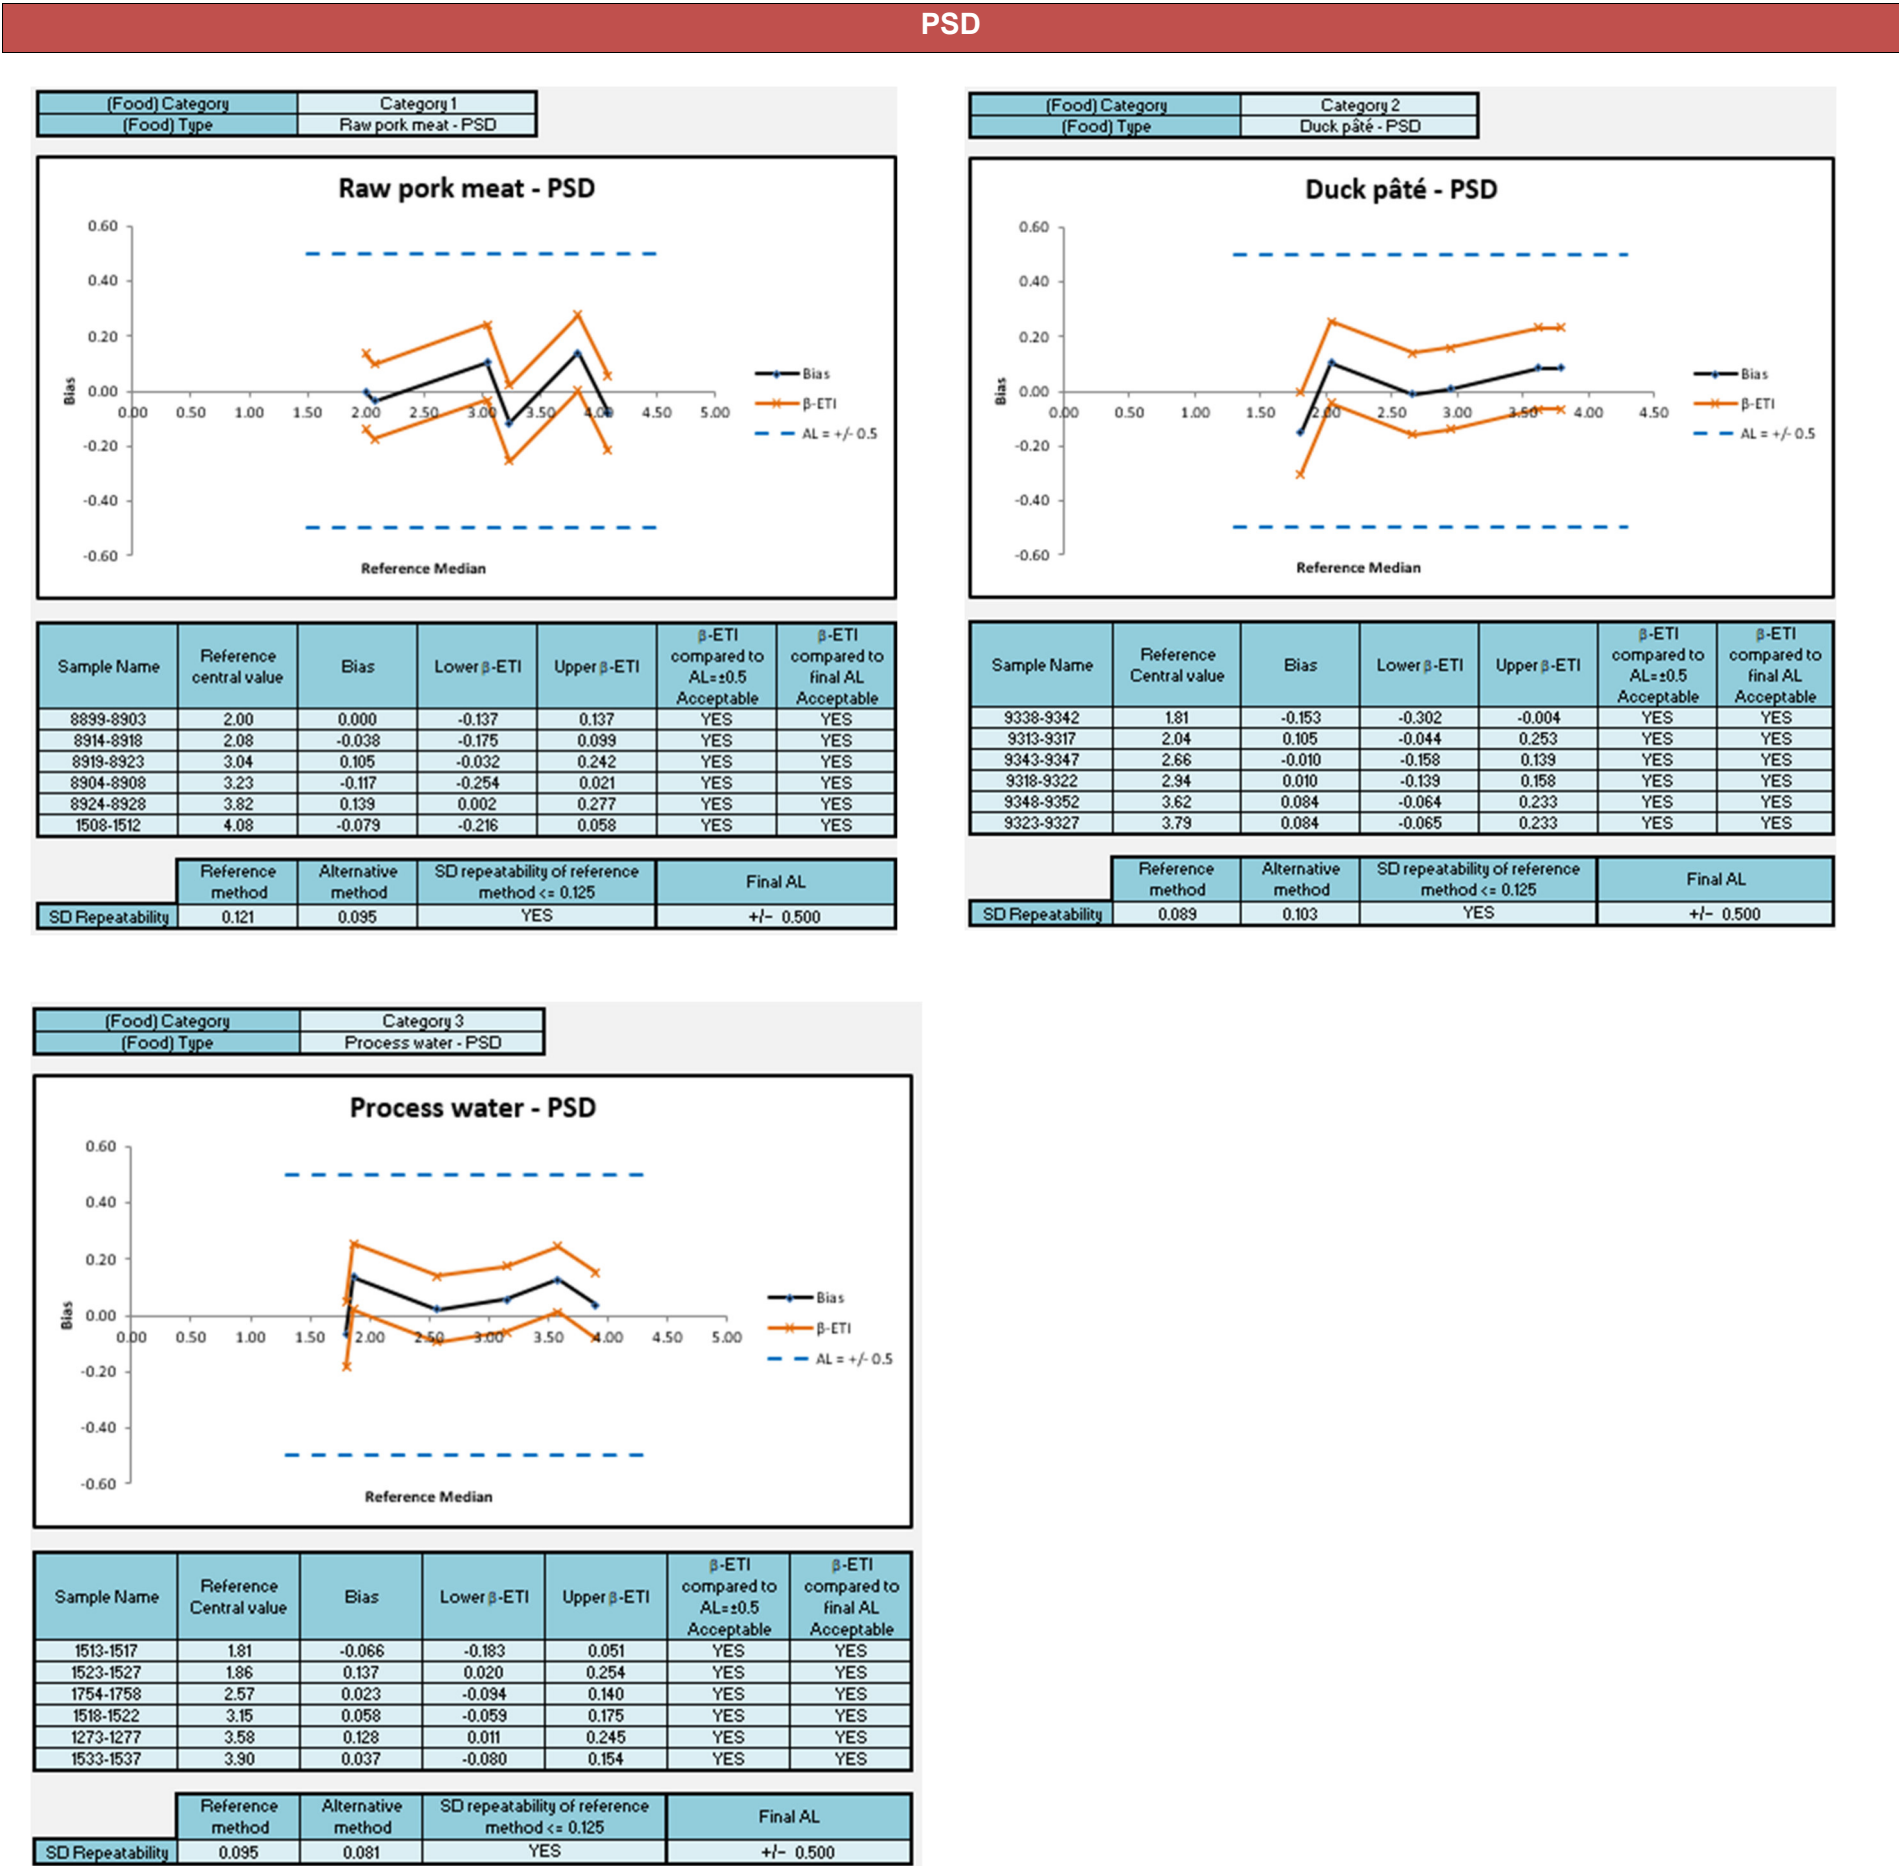 PSD
(Food) Category Category 1
(Food) Type Raw pork meat - PSD
Raw pork meat - PSD
0.60
0.40
0.20
0.00
-0.20
-0.40
-0.60
Bias
0.00 0.50 1.00 1.50 2.00 2.50 3.00 3.50 4.00 4.50 5.00
Reference Median
Bias
β-ETI
AL = +/- 0.5
Sample Name Reference central value Bias Lower β-ETI Upper β-ETI β-ETI compared to AL=±0.5 Acceptable β-ETI compared to final AL Acceptable
8899-8903 2.00 0.000 -0.137 0.137 YES YES
8914-8918 2.08 -0.038 -0.175 0.099 YES YES
8919-8923 3.04 0.105 -0.032 0.242 YES YES
8904-8908 3.23 -0.117 -0.254 0.021 YES YES
8924-8928 3.82 0.139 0.002 0.277 YES YES
1508-1512 4.08 -0.079 -0.216 0.058 YES YES
Reference method Alternative method SD repeatability of reference method <= 0.125 Final AL
SD Repeatability 0.121 0.095 YES +/- 0.500
(Food) Category Category 2
(Food) Type Duck pâté - PSD
Duck pâté - PSD
0.60
0.40
0.20
0.00
-0.20
-0.40
-0.60
Bias
0.00 0.50 1.00 1.50 2.00 2.50 3.00 3.50 4.00 4.50
Reference Median
Bias
β-ETI
AL = +/- 0.5
Sample Name Reference Central value Bias Lower β-ETI Upper β-ETI β-ETI compared to AL=±0.5 Acceptable β-ETI compared to final AL Acceptable
9338-9342 1.81 -0.153 -0.302 -0.004 YES YES
9313-9317 2.04 0.105 -0.044 0.253 YES YES
9343-9347 2.66 -0.010 -0.158 0.139 YES YES
9318-9322 2.94 0.010 -0.139 0.158 YES YES
9348-9352 3.62 0.084 -0.064 0.233 YES YES
9323-9327 3.79 0.084 -0.065 0.233 YES YES
Reference method Alternative method SD repeatability of reference method <= 0.125 Final AL
SD Repeatability 0.089 0.103 YES +/- 0.500
(Food) Category Category 3
(Food) Type Process water - PSD
Process water - PSD
0.60
0.40
0.20
0.00
-0.20
-0.40
-0.60
Bias
0.00 0.50 1.00 1.50 2.00 2.50 3.00 3.50 4.00 4.50 5.00
Reference Median
Bias
β-ETI
AL = +/- 0.5
Sample Name Reference Central value Bias Lower β-ETI Upper β-ETI β-ETI compared to AL=±0.5 Acceptable β-ETI compared to final AL Acceptable
1513-1517 1.81 -0.066 -0.183 0.051 YES YES
1523-1527 1.86 0.137 0.020 0.254 YES YES
1754-1758 2.57 0.023 -0.094 0.140 YES YES
1518-1522 3.15 0.058 -0.059 0.175 YES YES
1273-1277 3.58 0.128 0.011 0.245 YES YES
1533-1537 3.90 0.037 -0.080 0.154 YES YES
Reference method Alternative method SD repeatability of reference method <= 0.125 Final AL
SD Repeatability 0.095 0.081 YES +/- 0.500